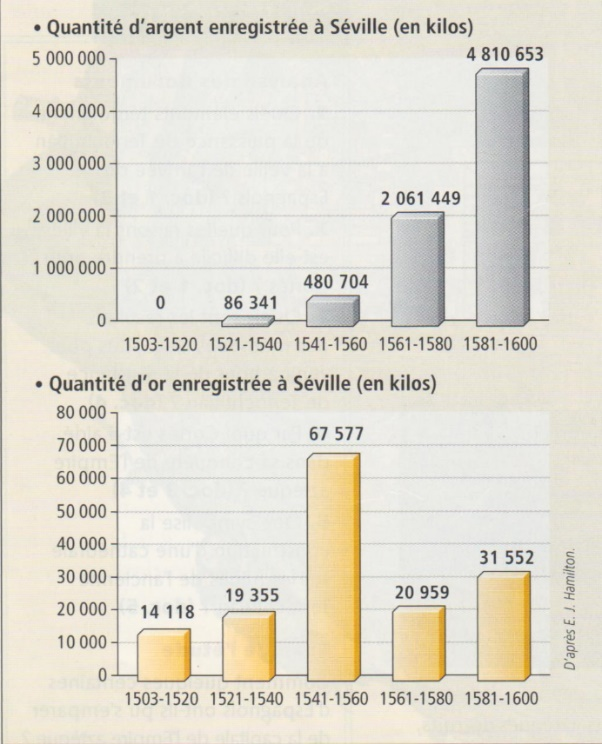 • Quantité d'argent enregistrée à Séville (en kilos)
5 000 000
4 000 000
3 000 000
2 000 000
1 000 000
0
0
86 341
480 704
2 061 449
4 810 653
1503-1520 1521-1540 1541-1560 1561-1580 1581-1600
• Quantité d'or enregistrée à Séville (en kilos)
80 000
70 000
60 000
50 000
40 000
30 000
20 000
10 000
0
14 118
19 355
67 577
20 959
31 552
1503-1520 1521-1540 1541-1560 1561-1580 1581-1600
D'après E. J. Hamilton.